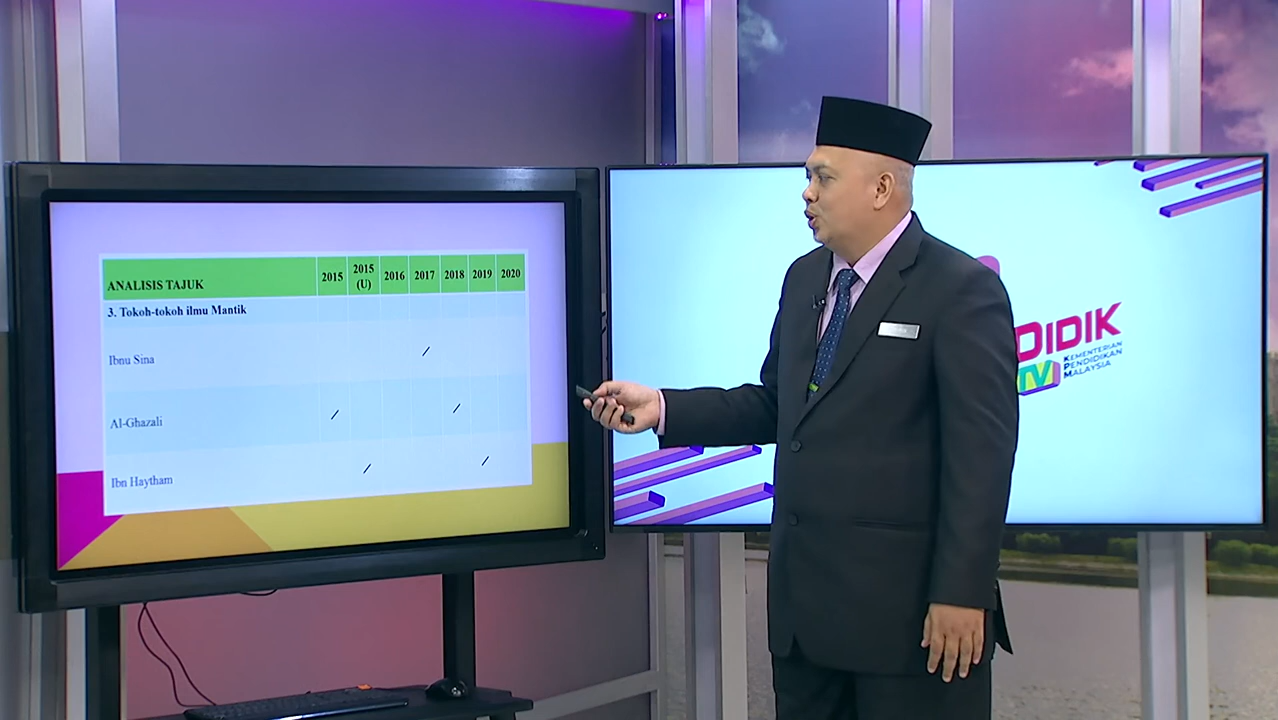 ANALISIS TAJUK 2015 2015 (U) 2016 2017 2018 2019 2020
3. Tokoh-tokoh ilmu Mantik
Ibnu Sina /
Al-Ghazali / /
Ibn Haytham / /
DIDIK
TV
KEMENTERIAN
PENDIDIKAN
MALAYSIA